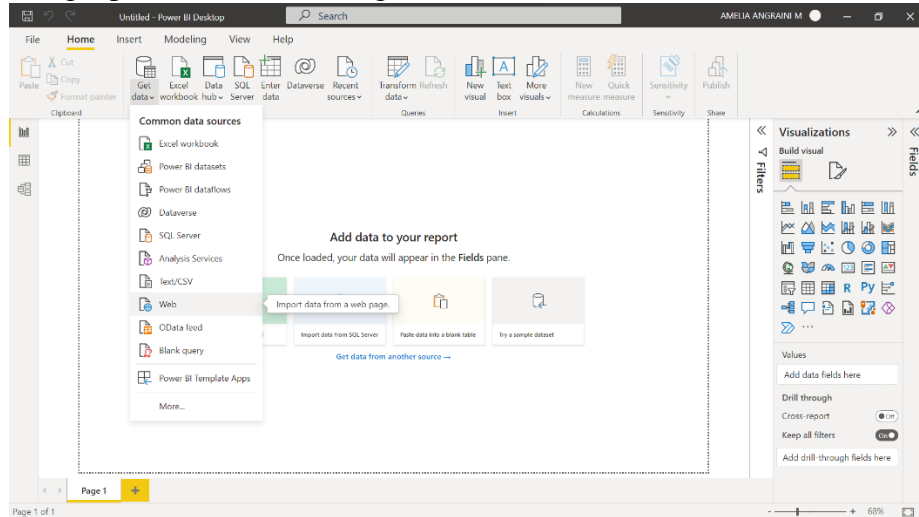 Untitled - Power BI Desktop
Search
AMELIA ANGRAINI M
File Home Insert Modeling View Help
Paste
Cut
Copy
Format painter
Clipboard
Get data
Excel workbook
Data hub
SQL Server
Enter data
Dataverse
Recent sources
Transform data
Refresh
Queries
New visual
Text box
More visuals
Insert
New measure
Quick measure
Calculations
Sensitivity
Sensitivity
Publish
Share
Common data sources
Excel workbook
Power BI datasets
Power BI dataflows
Dataverse
SQL Server
Analysis Services
Text/CSV
Web
OData feed
Blank query
Power BI Template Apps
More...
Import data from a web page.
Add data to your report
Once loaded, your data will appear in the Fields pane.
Import data from SQL Server
Paste data into a blank table
Try a sample dataset
Get data from another source →
Filters
Visualizations
Build visual
R Py
Values
Add data fields here
Drill through
Cross-report
Off
Keep all filters
On
Add drill-through fields here
Fields
Page 1
Page 1 of 1
68%